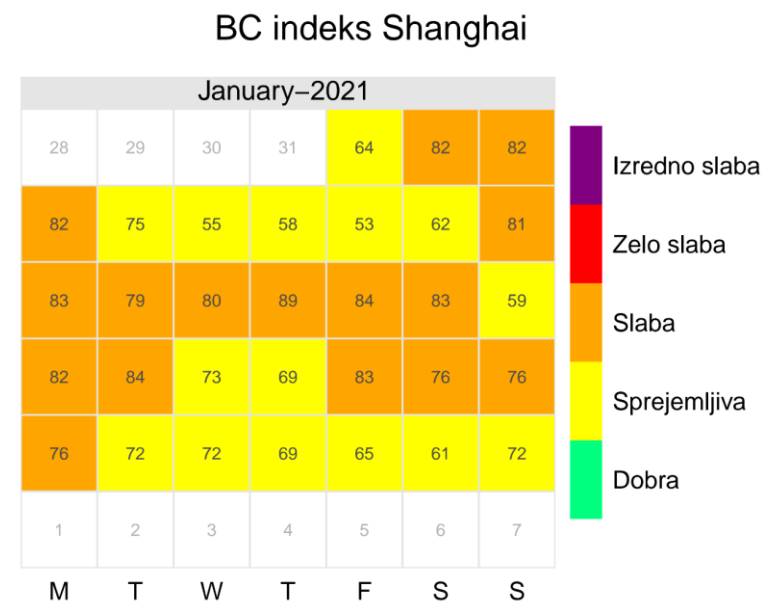 BC indeks Shanghai
January−2021
28 29 30 31 64 82 82
82 75 55 58 53 62 81
83 79 80 89 84 83 59
82 84 73 69 83 76 76
76 72 72 69 65 61 72
1 2 3 4 5 6 7
M T W T F S S
Izredno slaba
Zelo slaba
Slaba
Sprejemljiva
Dobra